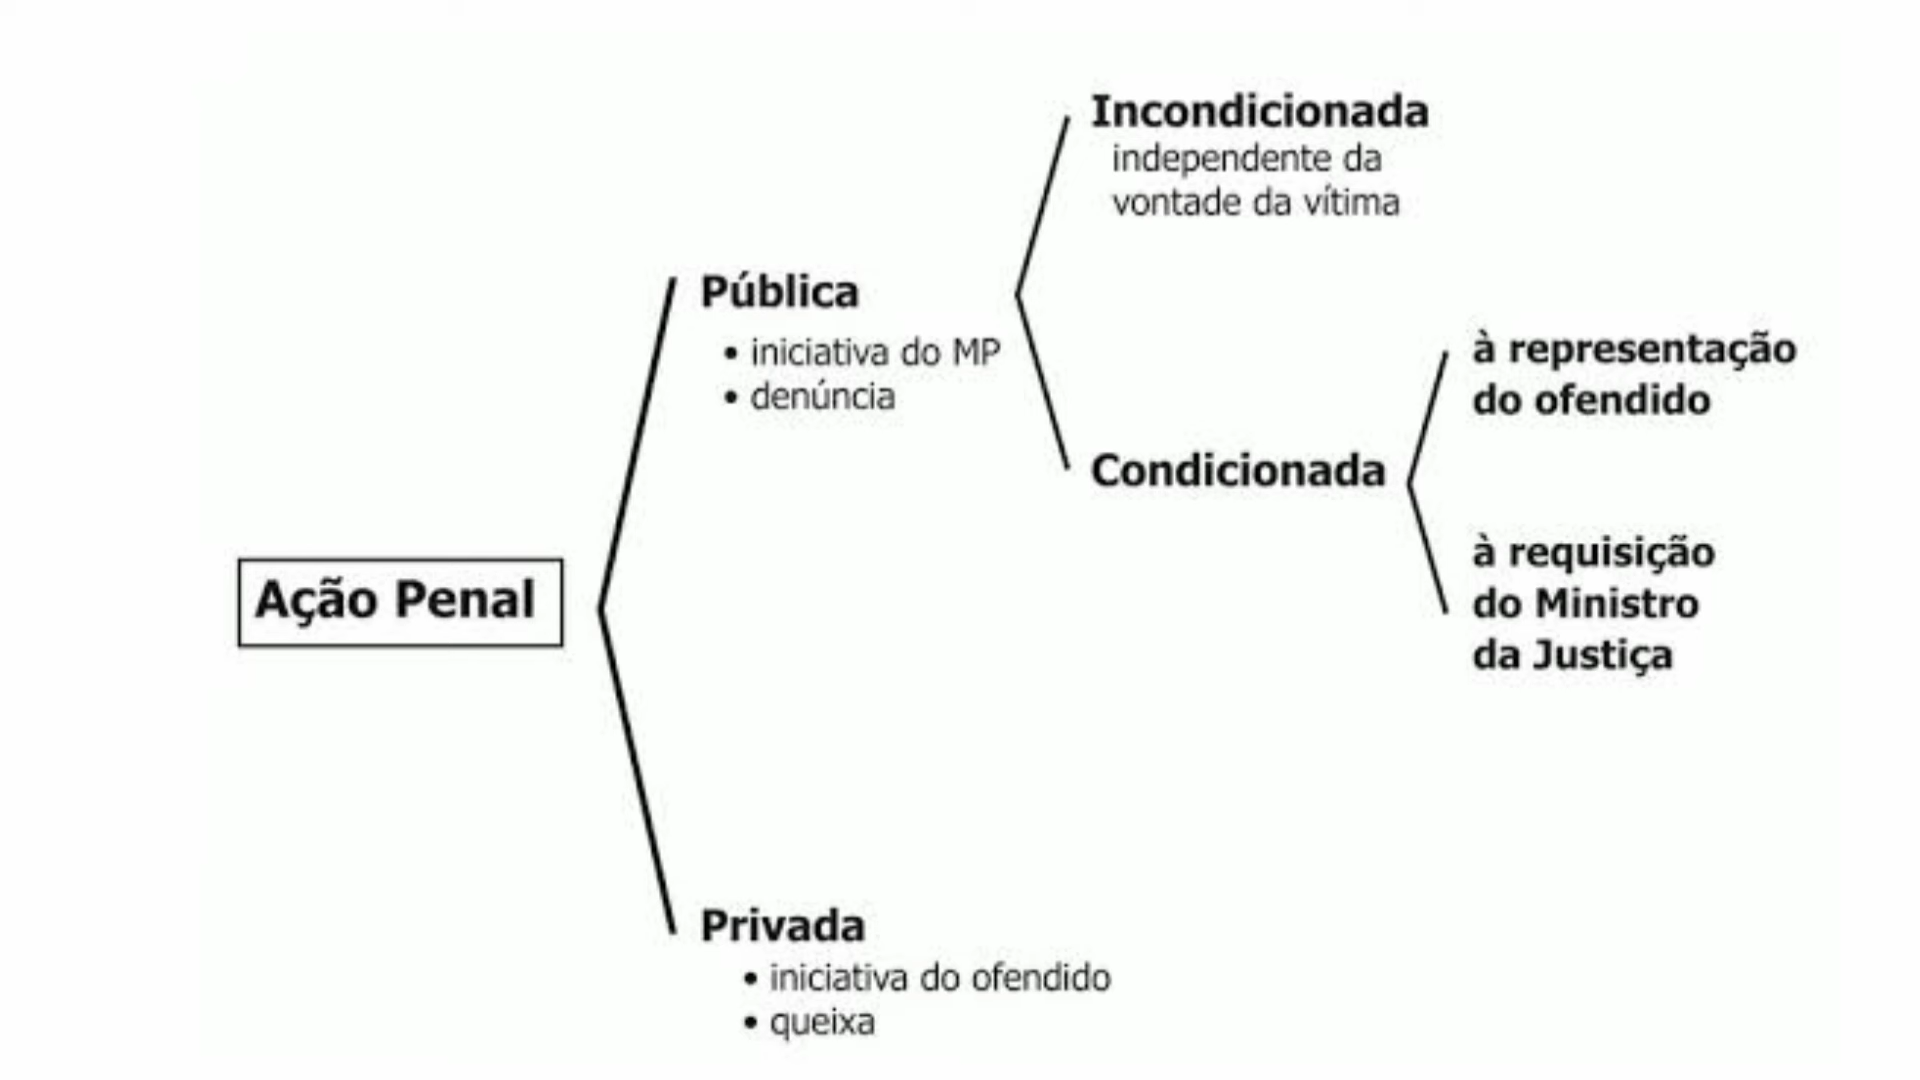 Incondicionada
independente da
vontade da vítima
Pública
• iniciativa do MP
• denúncia
à representação
do ofendido
Condicionada
à requisição
do Ministro
da Justiça
Ação Penal
Privada
• iniciativa do ofendido
• queixa